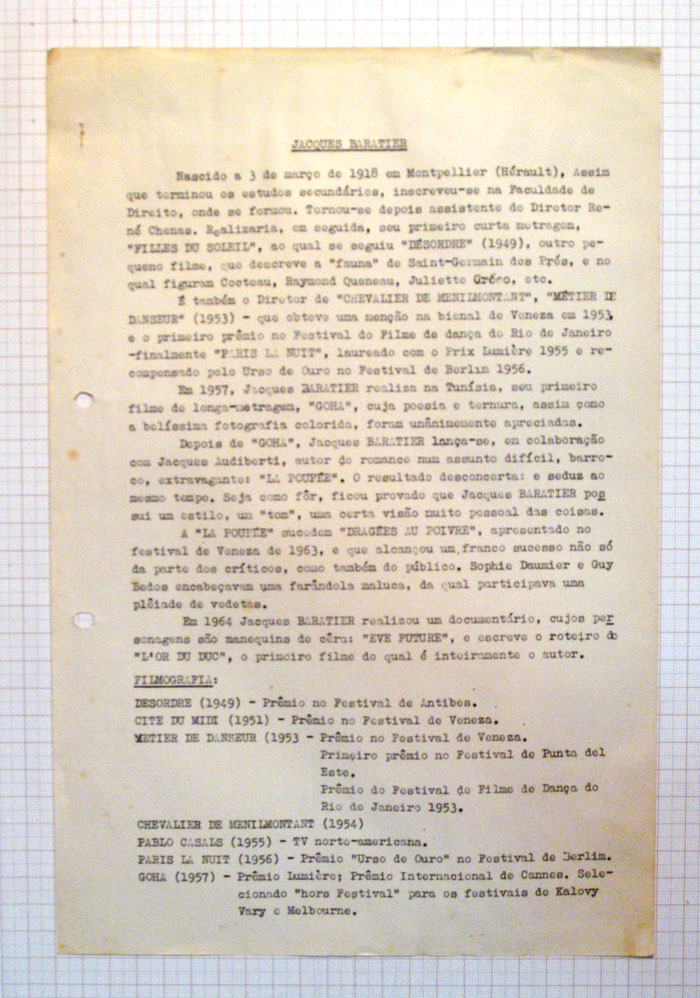 JACQUES BARATIER
Nascido a 3 de março de 1918 em Montpellier (Hérault), Assim
que terminou os estudos secundários, inscreveu-se na Faculdade de
Direito, onde se formou. Tornou-se depois assistente do Diretor Re-
né Chenas. Realizaria, em seguida, seu primeiro curta metragem,
"FILLES DU SOLEIL", ao qual se seguiu "DÉSORDRE" (1949), outro pe-
queno filme, que descreve a "fauna" de Saint-Germain des Prés, e no
qual figuram Cocteau, Raymond Queneau, Juliette Gréco, etc.
É também o Diretor de "CHEVALIER DE MENILMONTANT", "MÉTIER DE
DANSEUR" (1953) - que obteve uma menção na bienal de Veneza em 1953,
e o primeiro prêmio no Festival do Filme de dança do Rio de Janeiro
-finalmente "PARIS LA NUIT", laureado com o Prix Lumière 1955 e re-
compensado pelo Urso de Ouro no Festival de Berlim 1956.
Em 1957, Jacques BARATIER realiza na Tunísia, seu primeiro
filme de longa-metragem, "GOHA", cuja poesia e ternura, assim como
a belíssima fotografia colorida, foram unânimemente apreciadas.
Depois de "GOHA", Jacques BARATIER lança-se, em colaboração
com Jacques Audiberti, autor do romance num assunto difícil, barro-
co, extravagante: "LA POUPÉE". O resultado desconcerta: e seduz ao
mesmo tempo. Seja como fôr, ficou provado que Jacques BARATIER pos
sui um estilo, um "tom", uma certa visão muito pessoal das coisas.
A "LA POUPÉE" sucedem "DRAGÉES AU POIVRE", apresentado no
festival de Veneza de 1963, e que alcançou um franco sucesso não só
da parte dos críticos, como também do público. Sophie Daumier e Guy
Bedos encabeçavam uma farândola maluca, da qual participava uma
plêiade de vedetas.
Em 1964 Jacques BARATIER realizou um documentário, cujos per
sonagens são manequins de cêra: "EVE FUTURE", e escreve o roteiro de
"L'OR DU DUC", o primeiro filme do qual é inteiramente o autor.
FILMOGRAFIA:
DESORDRE (1949) - Prêmio no Festival de Antibes.
CITE DU MIDI (1951) - Prêmio no Festival de Veneza.
METIER DE DANSEUR (1953 - Prêmio no Festival de Veneza.
Primeiro prêmio no Festival de Punta del
Este.
Prêmio do Festival do Filme de Dança do
Rio de Janeiro 1953.
CHEVALIER DE MENILMONTANT (1954)
PABLO CASALS (1955) - TV norte-americana.
PARIS LA NUIT (1956) - Prêmio "Urso de Ouro" no Festival de Berlim.
GOHA (1957) - Prêmio Lumière; Prêmio Internacional de Cannes. Sele-
cionado "hors Festival" para os festivais de Kalovy
Vary e Melbourne.